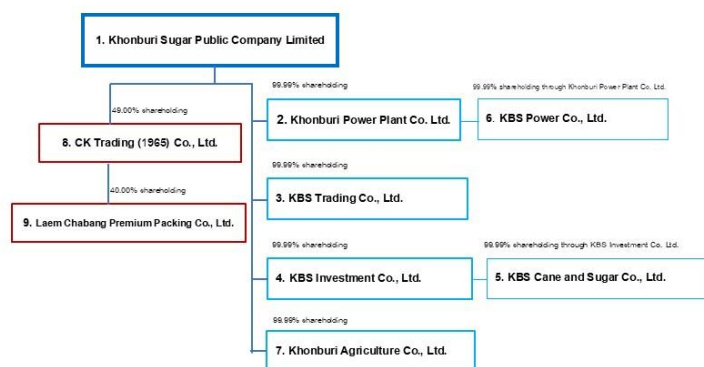 1. Khonburi Sugar Public Company Limited
99.99% shareholding
99.99% shareholding through Khonburi Power Plant Co. Ltd.
49.00% shareholding
2. Khonburi Power Plant Co. Ltd.
6. KBS Power Co., Ltd.
8. CK Trading (1965) Co., Ltd.
99.99% shareholding
40.00% shareholding
3. KBS Trading Co., Ltd.
9. Laem Chabang Premium Packing Co., Ltd.
99.99% shareholding
99.99% shareholding through KBS Investment Co. Ltd.
4. KBS Investment Co., Ltd.
5. KBS Cane and Sugar Co., Ltd.
99.99% shareholding
7. Khonburi Agriculture Co., Ltd.